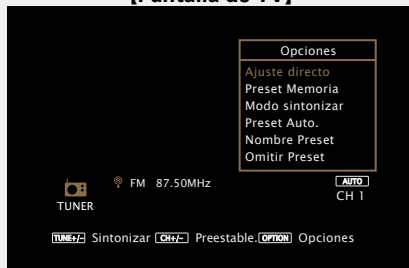 [Pantalla de TV]
Opciones
Ajuste directo
Preset Memoria
Modo sintonizar
Preset Auto.
Nombre Preset
Omitir Preset
FM 87.50MHz
AUTO
CH 1
TUNER
TUNE+/- Sintonizar CH+/- Preestable. OPTION Opciones